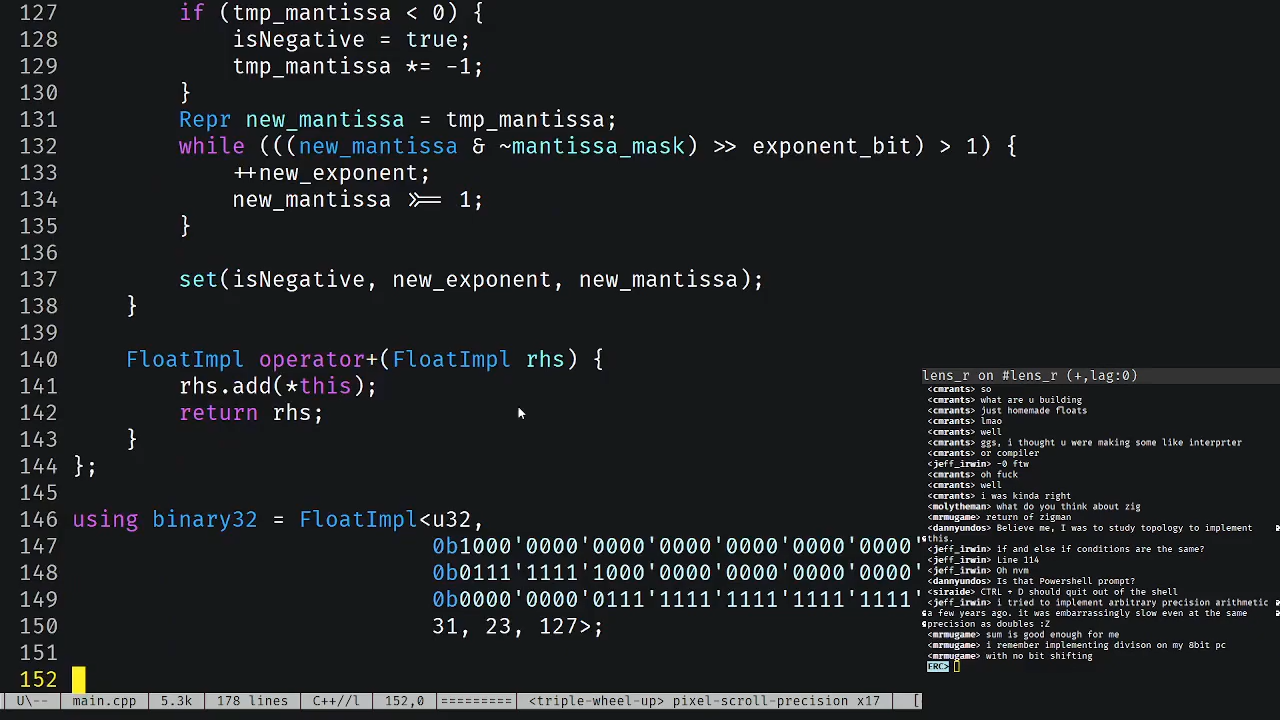 127         if (tmp_mantissa < 0) {
128             isNegative = true;
129             tmp_mantissa *= -1;
130         }
131         Repr new_mantissa = tmp_mantissa;
132         while (((new_mantissa & ~mantissa_mask) >> exponent_bit) > 1) {
133             ++new_exponent;
134             new_mantissa >>= 1;
135         }
136
137         set(isNegative, new_exponent, new_mantissa);
138     }
139
140     FloatImpl operator+(FloatImpl rhs) {
141         rhs.add(*this);
142         return rhs;
143     }
144 };
145
146 using binary32 = FloatImpl<u32,
147                            0b1000'0000'0000'0000'0000'0000'0000'
148                            0b0111'1111'1000'0000'0000'0000'0000'
149                            0b0000'0000'0111'1111'1111'1111'1111'
150                            31, 23, 127>;
151
152
U\--  main.cpp  5.3k  178 lines  C++//l  152,0  =========  <triple-wheel-up> pixel-scroll-precision x17  [
lens_r on #lens_r (+,lag:0)
<cmrants> so
<cmrants> what are u building
<cmrants> just homemade floats
<cmrants> lmao
<cmrants> well
<cmrants> ggs, i thought u were making some like interprter
<cmrants> or compiler
<jeff_irwin> -0 ftw
<cmrants> oh fuck
<cmrants> well
<cmrants> i was kinda right
<molytheman> what do you think about zig
<mrmugame> return of zigman
<dannyundos> Believe me, I was to study topology to implement
this.
<jeff_irwin> if and else if conditions are the same?
<jeff_irwin> Line 114
<jeff_irwin> Oh nvm
<dannyundos> Is that Powershell prompt?
<siraide> CTRL + D should quit out of the shell
<jeff_irwin> i tried to implement arbitrary precision arithmetic
a few years ago. it was embarrassingly slow even at the same
precision as doubles :Z
<mrmugame> sum is good enough for me
<mrmugame> i remember implementing divison on my 8bit pc
<mrmugame> with no bit shifting
ERC>